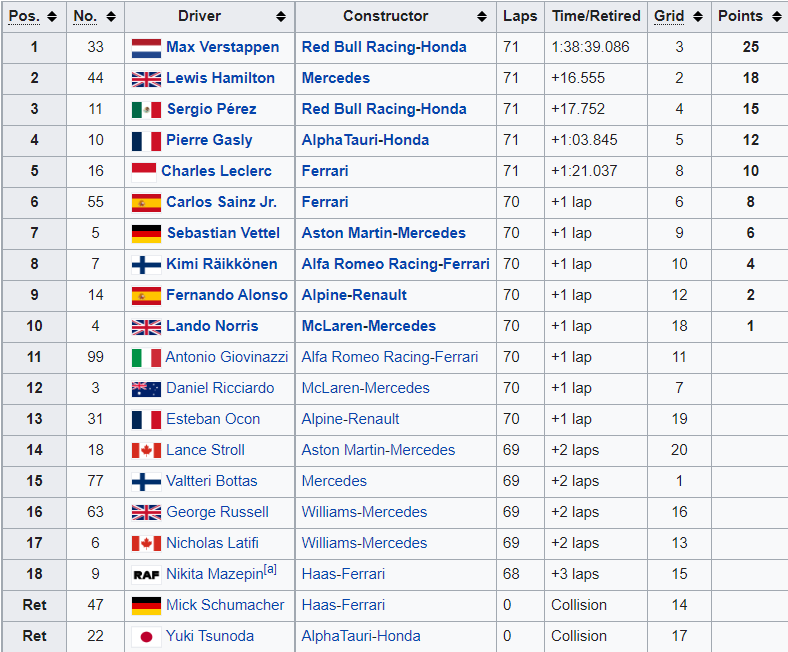 Pos. No. Driver Constructor Laps Time/Retired Grid Points
1 33 Max Verstappen Red Bull Racing-Honda 71 1:38:39.086 3 25
2 44 Lewis Hamilton Mercedes 71 +16.555 2 18
3 11 Sergio Pérez Red Bull Racing-Honda 71 +17.752 4 15
4 10 Pierre Gasly AlphaTauri-Honda 71 +1:03.845 5 12
5 16 Charles Leclerc Ferrari 71 +1:21.037 8 10
6 55 Carlos Sainz Jr. Ferrari 70 +1 lap 6 8
7 5 Sebastian Vettel Aston Martin-Mercedes 70 +1 lap 9 6
8 7 Kimi Räikkönen Alfa Romeo Racing-Ferrari 70 +1 lap 10 4
9 14 Fernando Alonso Alpine-Renault 70 +1 lap 12 2
10 4 Lando Norris McLaren-Mercedes 70 +1 lap 18 1
11 99 Antonio Giovinazzi Alfa Romeo Racing-Ferrari 70 +1 lap 11
12 3 Daniel Ricciardo McLaren-Mercedes 70 +1 lap 7
13 31 Esteban Ocon Alpine-Renault 70 +1 lap 19
14 18 Lance Stroll Aston Martin-Mercedes 69 +2 laps 20
15 77 Valtteri Bottas Mercedes 69 +2 laps 1
16 63 George Russell Williams-Mercedes 69 +2 laps 16
17 6 Nicholas Latifi Williams-Mercedes 69 +2 laps 13
18 9 RAF Nikita Mazepin[a] Haas-Ferrari 68 +3 laps 15
Ret 47 Mick Schumacher Haas-Ferrari 0 Collision 14
Ret 22 Yuki Tsunoda AlphaTauri-Honda 0 Collision 17